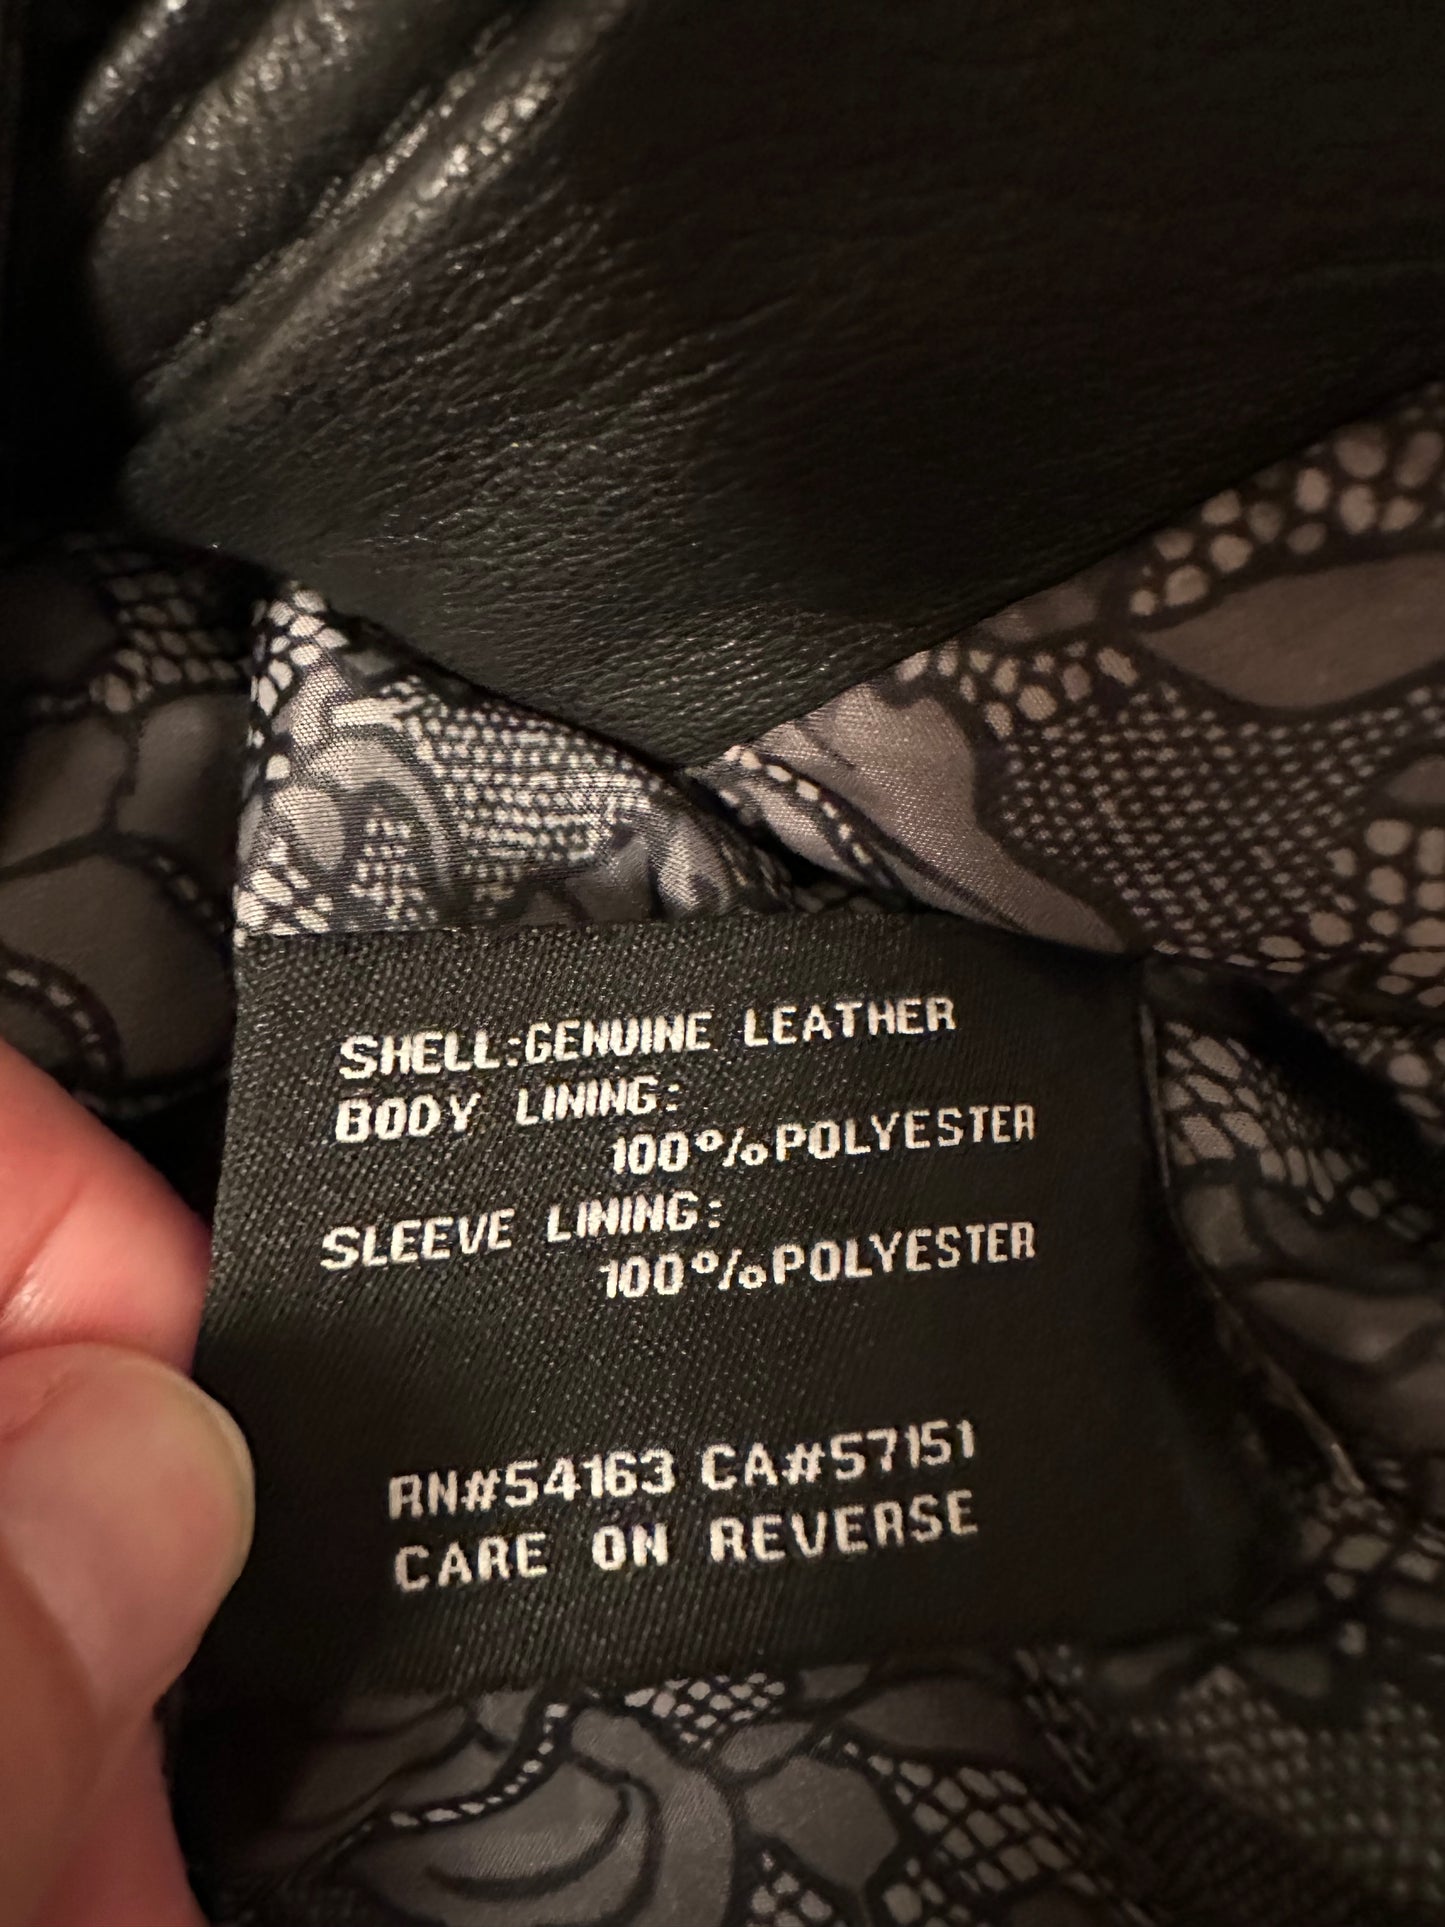 SHELL:GENUINE LEATHER
BODY LINING:
100%POLYESTER
SLEEVE LINING:
100%POLYESTER
RN#54163 CA#57151
CARE ON REVERSE